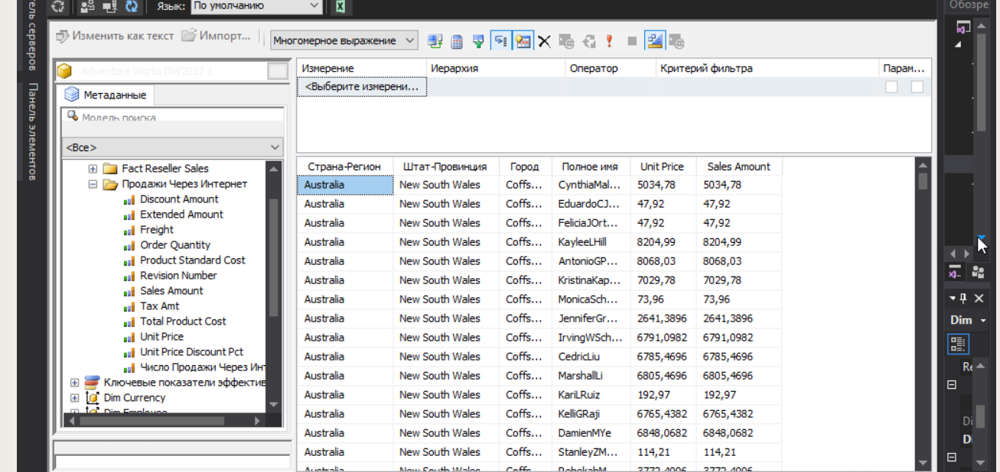 Язык: По умолчанию
Обозре
тель серверов
Панель элементов
Изменить как текст Импорт... Многомерное выражение
Adventure Works DW2017 1
Метаданные
Модель поиска
<Все>
Fact Reseller Sales
Продажи Через Интернет
Discount Amount
Extended Amount
Freight
Order Quantity
Product Standard Cost
Revision Number
Sales Amount
Tax Amt
Total Product Cost
Unit Price
Unit Price Discount Pct
Число Продажи Через Инт
Ключевые показатели эффектив
Dim Currency
Dim Employee
Измерение Иерархия Оператор Критерий фильтра Парам...
<Выберите измерени...
Страна-Регион Штат-Провинция Город Полное имя Unit Price Sales Amount
Australia New South Wales Coffs... CynthiaMal... 5034,78 5034,78
Australia New South Wales Coffs... EduardoCJ... 47,92 47,92
Australia New South Wales Coffs... FeliciaJOrt... 47,92 47,92
Australia New South Wales Coffs... KayleeLHill 8204,99 8204,99
Australia New South Wales Coffs... AntonioGP... 8068,03 8068,03
Australia New South Wales Coffs... KristinaKap... 7029,78 7029,78
Australia New South Wales Coffs... MonicaSch... 73,96 73,96
Australia New South Wales Coffs... JenniferGr... 2641,3896 2641,3896
Australia New South Wales Coffs... IrvingWSch... 6791,0982 6791,0982
Australia New South Wales Coffs... CedricLiu 6785,4696 6785,4696
Australia New South Wales Coffs... MarshallLi 6805,4696 6805,4696
Australia New South Wales Coffs... KariLRuiz 192,97 192,97
Australia New South Wales Coffs... KelliGRaji 6765,4382 6765,4382
Australia New South Wales Coffs... DamienMYe 6848,0682 6848,0682
Australia New South Wales Coffs... StanleyZM... 114,21 114,21
Australia New South Wales Coffs... RebekahM... 3772,4096 3772,4096
Dim
Re
Di
D